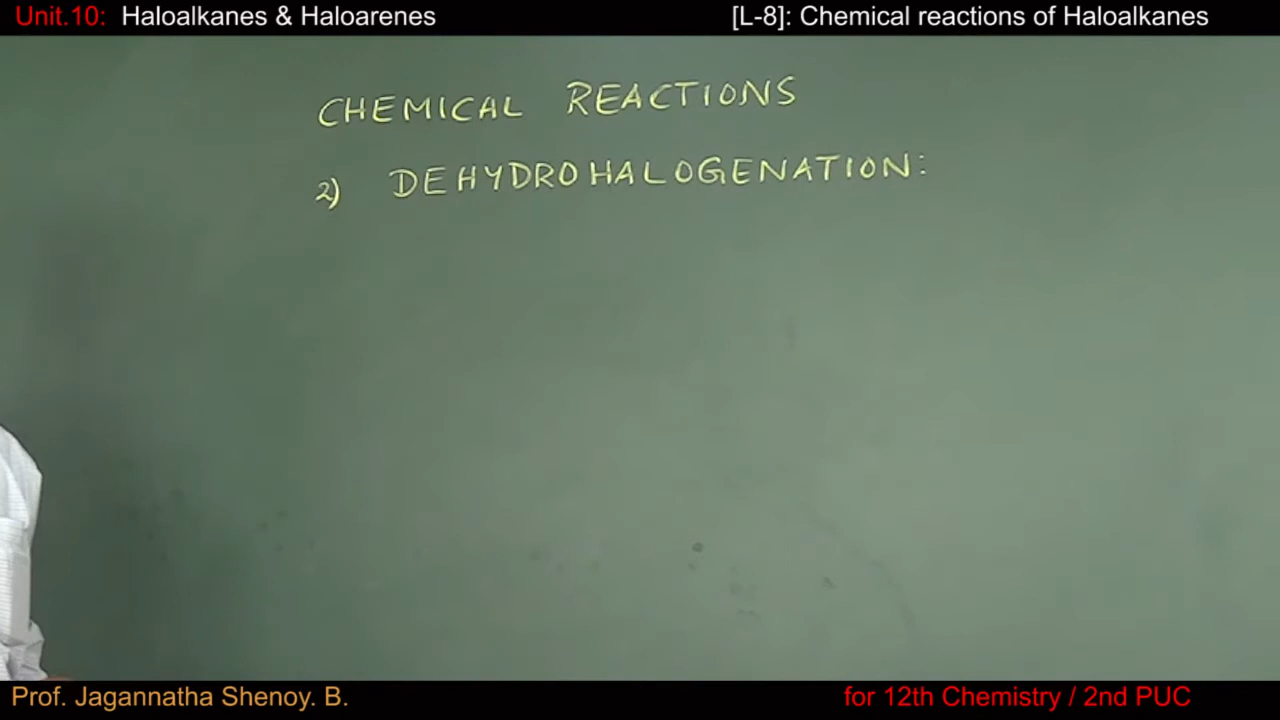 Unit.10: Haloalkanes & Haloarenes
[L-8]: Chemical reactions of Haloalkanes
CHEMICAL REACTIONS
2) DEHYDROHALOGENATION:
Prof. Jagannatha Shenoy. B.
for 12th Chemistry / 2nd PUC